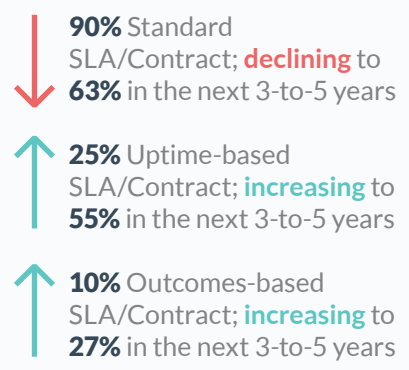 90% Standard
SLA/Contract; declining to
63% in the next 3-to-5 years
25% Uptime-based
SLA/Contract; increasing to
55% in the next 3-to-5 years
10% Outcomes-based
SLA/Contract; increasing to
27% in the next 3-to-5 years